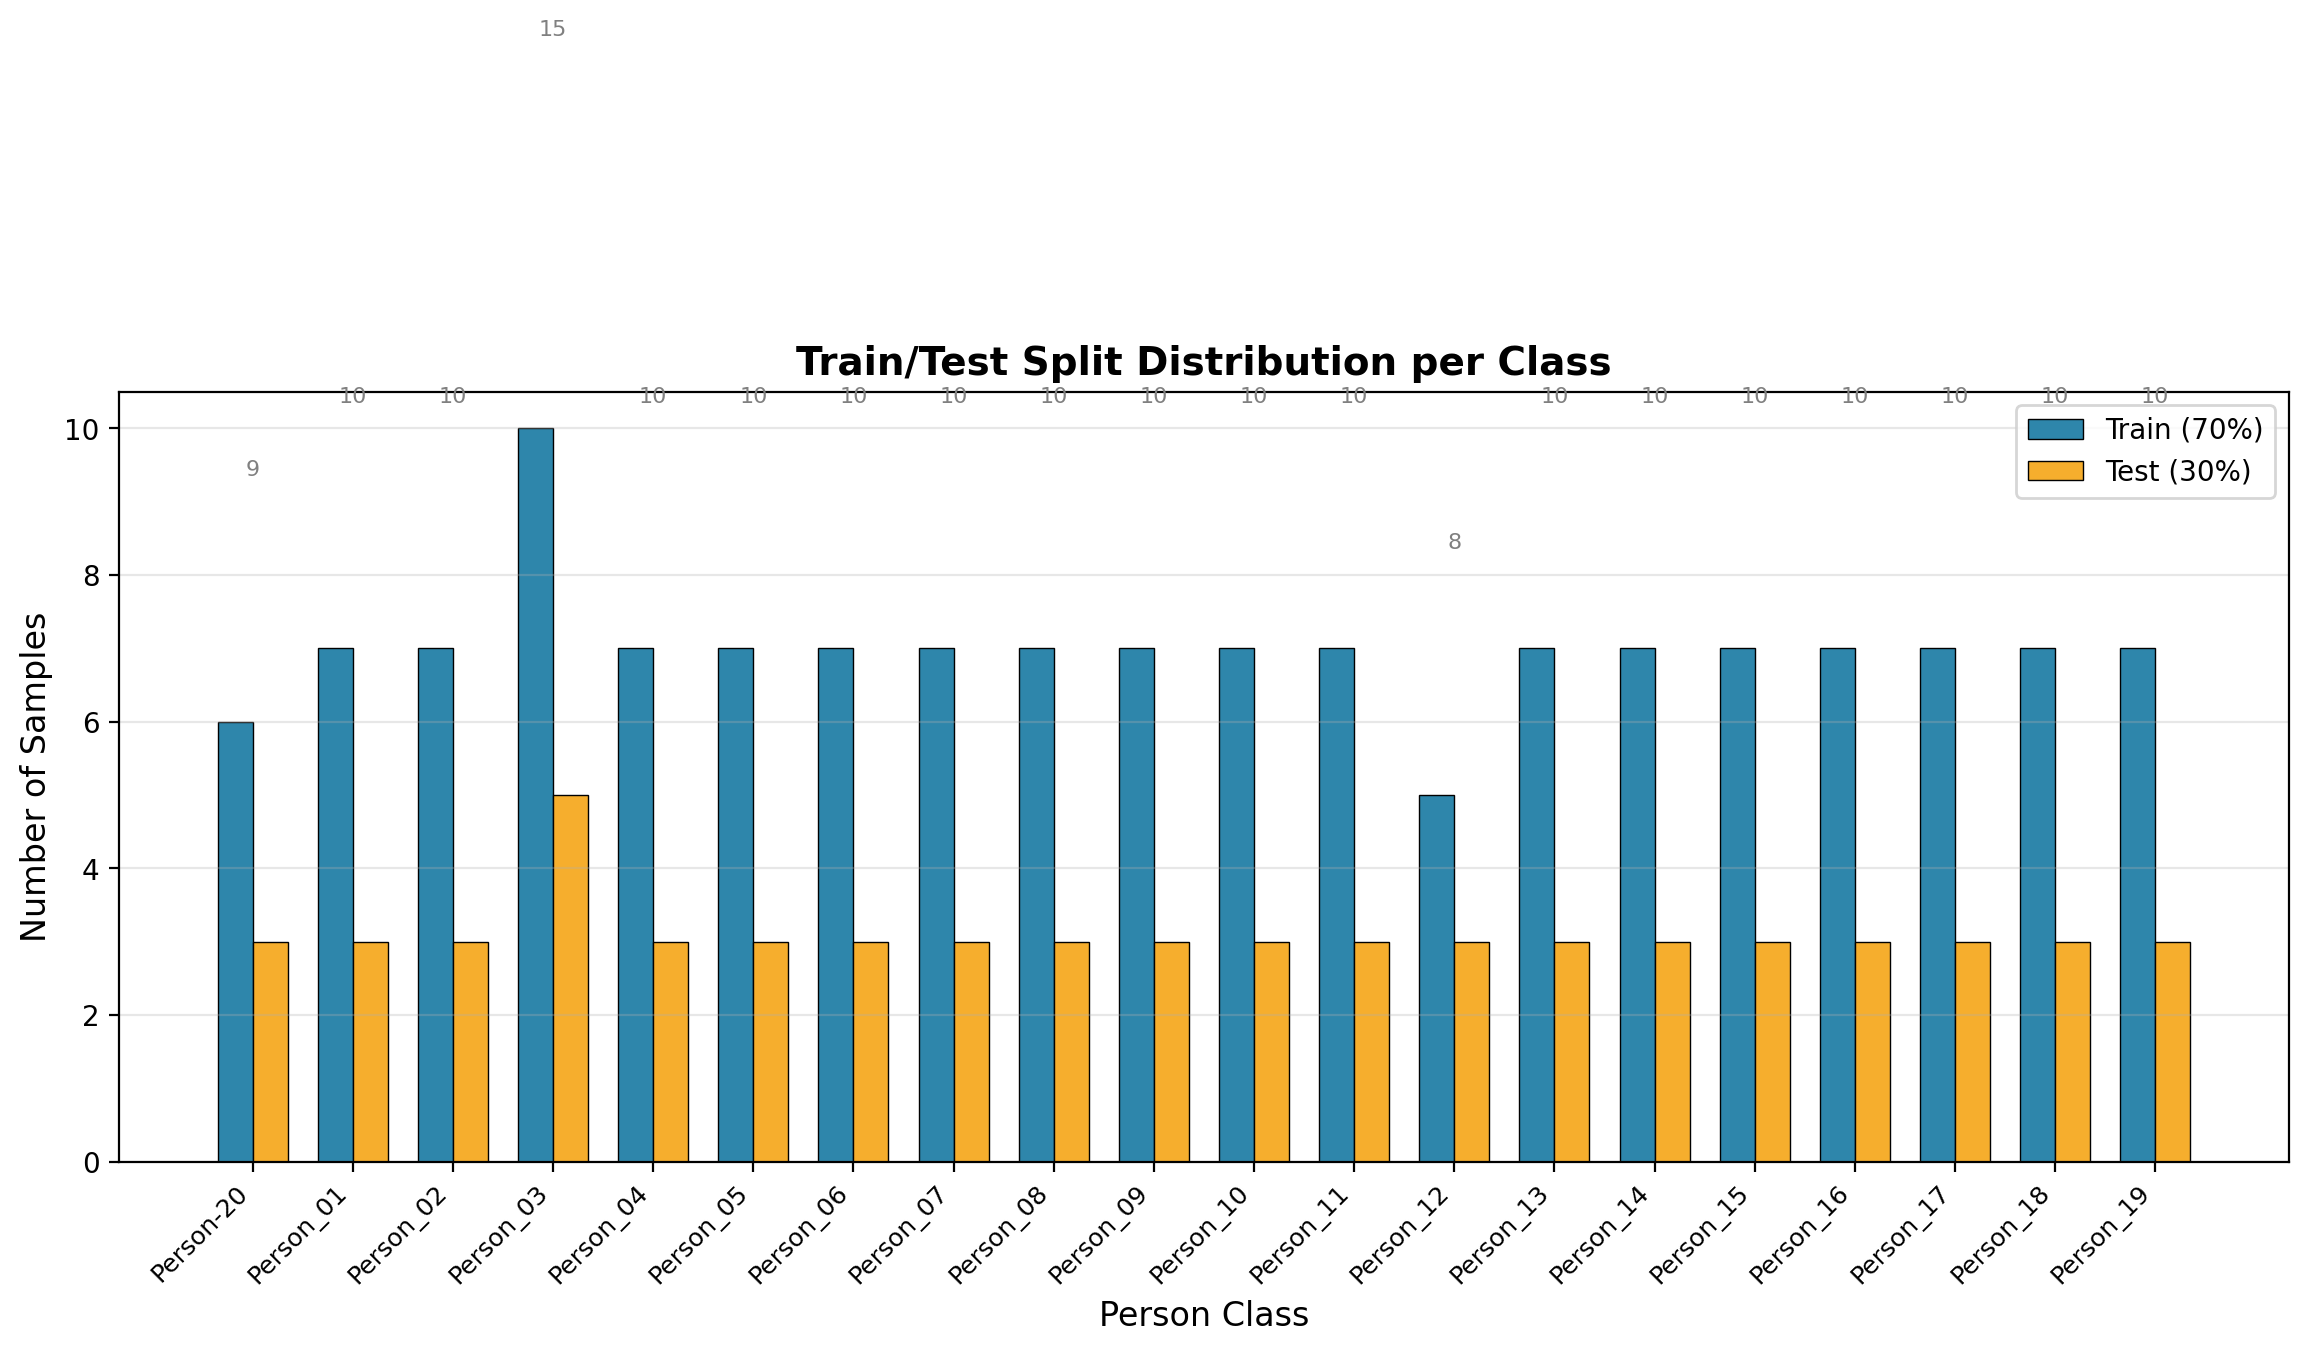 15
Train/Test Split Distribution per Class
10 10 10 10 10 10 10 10 10 10 10 10 10 10 10 10 10
9
8
Train (70%)
Test (30%)
Number of Samples
10
8
6
4
2
0
Person-20
Person_01
Person_02
Person_03
Person_04
Person_05
Person_06
Person_07
Person_08
Person_09
Person_10
Person_11
Person_12
Person_13
Person_14
Person_15
Person_16
Person_17
Person_18
Person_19
Person Class